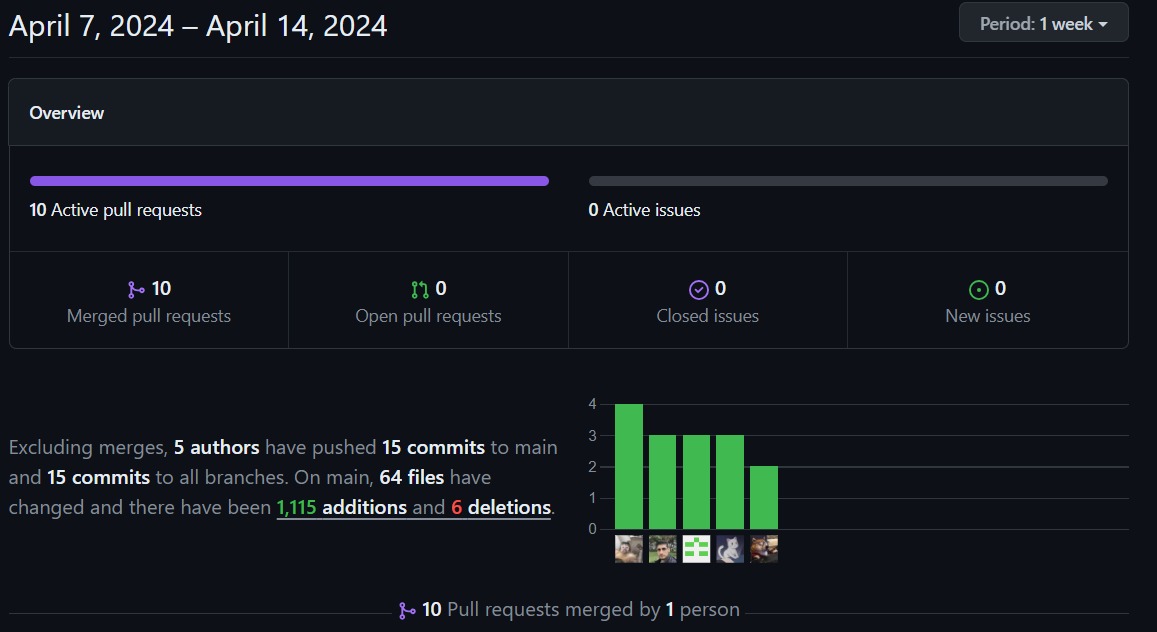 April 7, 2024 – April 14, 2024
Period: 1 week
Overview
10 Active pull requests
0 Active issues
10
Merged pull requests
0
Open pull requests
0
Closed issues
0
New issues
Excluding merges, 5 authors have pushed 15 commits to main
and 15 commits to all branches. On main, 64 files have
changed and there have been 1,115 additions and 6 deletions.
4
3
2
1
0
10 Pull requests merged by 1 person